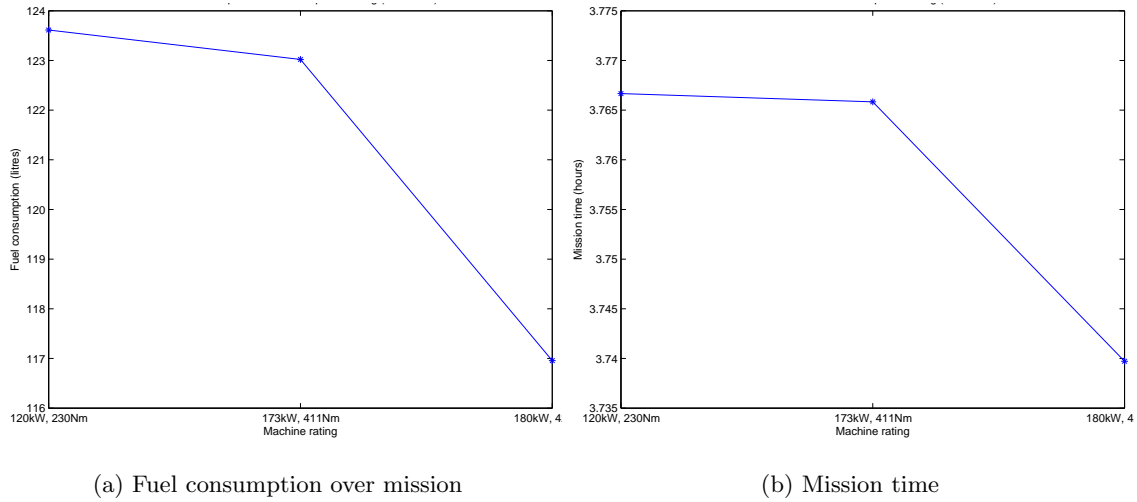 124
123
122
121
120
119
118
117
116
Fuel consumption (litres)
120kW, 230Nm 173kW, 411Nm 180kW, 4
Machine rating
3.775
3.77
3.765
3.76
3.755
3.75
3.745
3.74
3.735
Mission time (hours)
120kW, 230Nm 173kW, 411Nm 180kW, 4
Machine rating
(a) Fuel consumption over mission
(b) Mission time